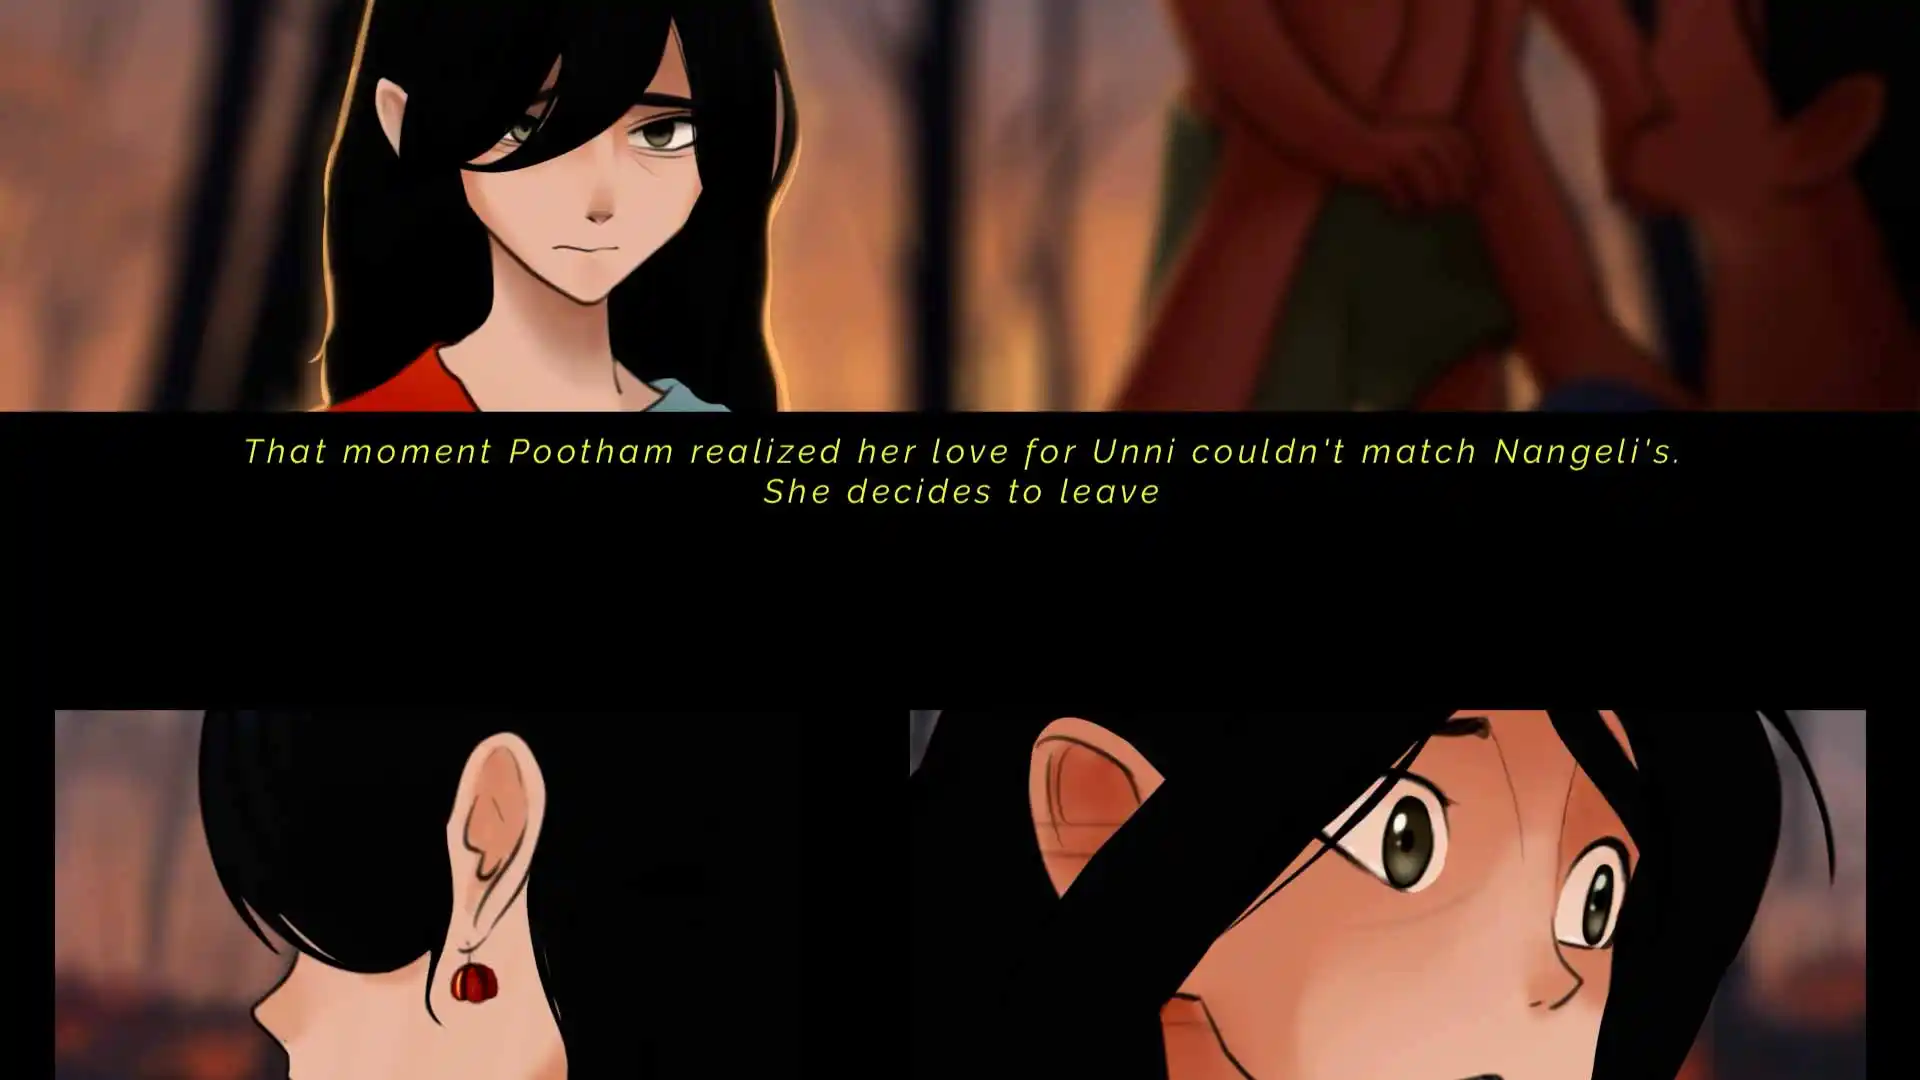 That moment Pootham realized her love for Unni couldn't match Nangeli's.
She decides to leave